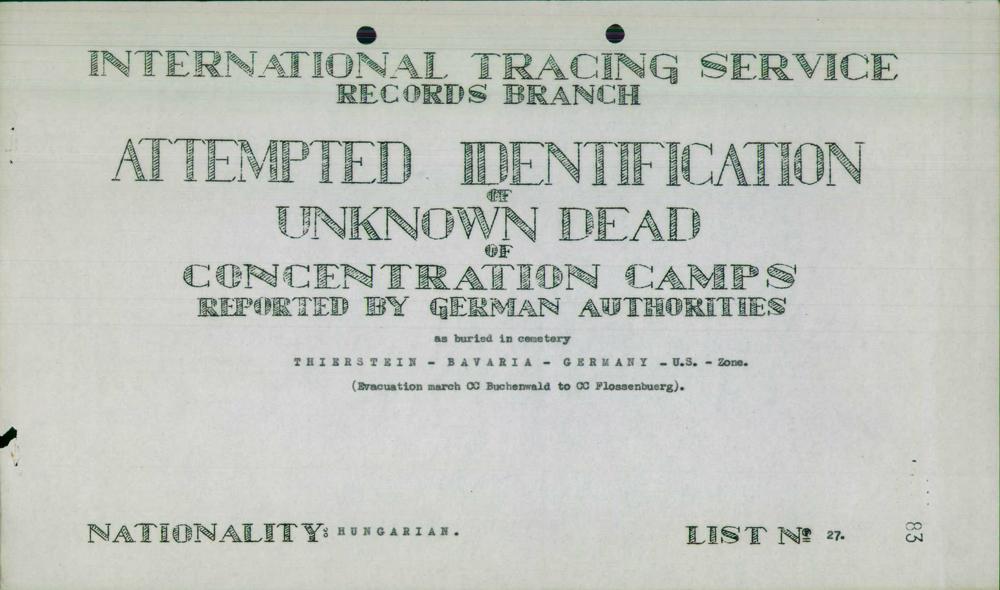 INTERNATIONAL TRACING SERVICE
RECORDS BRANCH
ATTEMPTED IDENTIFICATION
OF
UNKNOWN DEAD
OF
CONCENTRATION CAMPS
REPORTED BY GERMAN AUTHORITIES
as buried in cemetery
THIERSTEIN - BAVARIA - GERMANY - U.S. - Zone.
(Evacuation march CC Buchenwald to CC Flossenbuerg).
NATIONALITY: HUNGARIAN.
LIST Nº 27.
83